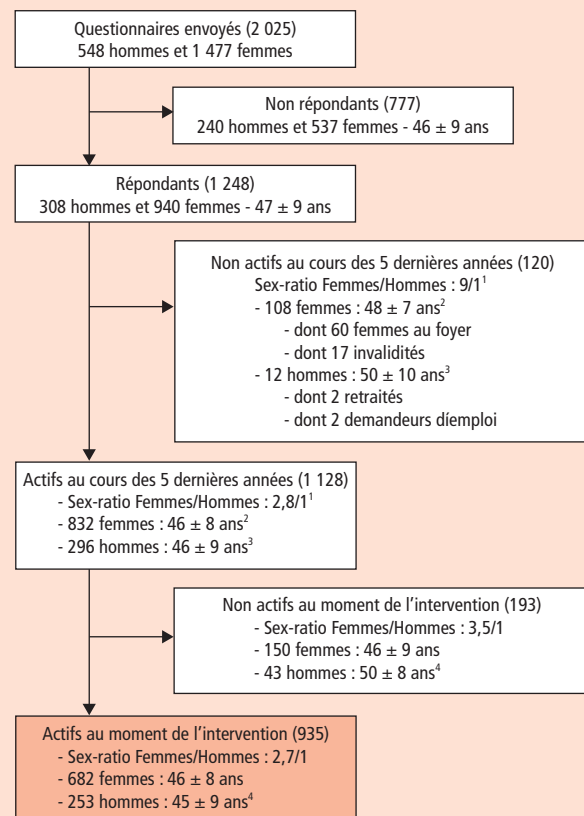 Questionnaires envoyés (2 025)
548 hommes et 1 477 femmes
Non répondants (777)
240 hommes et 537 femmes - 46 ± 9 ans
Répondants (1 248)
308 hommes et 940 femmes - 47 ± 9 ans
Non actifs au cours des 5 dernières années (120)
Sex-ratio Femmes/Hommes : 9/1¹
- 108 femmes : 48 ± 7 ans²
- dont 60 femmes au foyer
- dont 17 invalidités
- 12 hommes : 50 ± 10 ans³
- dont 2 retraités
- dont 2 demandeurs díemploi
Actifs au cours des 5 dernières années (1 128)
- Sex-ratio Femmes/Hommes : 2,8/1¹
- 832 femmes : 46 ± 8 ans²
- 296 hommes : 46 ± 9 ans³
Non actifs au moment de l'intervention (193)
- Sex-ratio Femmes/Hommes : 3,5/1
- 150 femmes : 46 ± 9 ans
- 43 hommes : 50 ± 8 ans⁴
Actifs au moment de l'intervention (935)
- Sex-ratio Femmes/Hommes : 2,7/1
- 682 femmes : 46 ± 8 ans
- 253 hommes : 45 ± 9 ans⁴